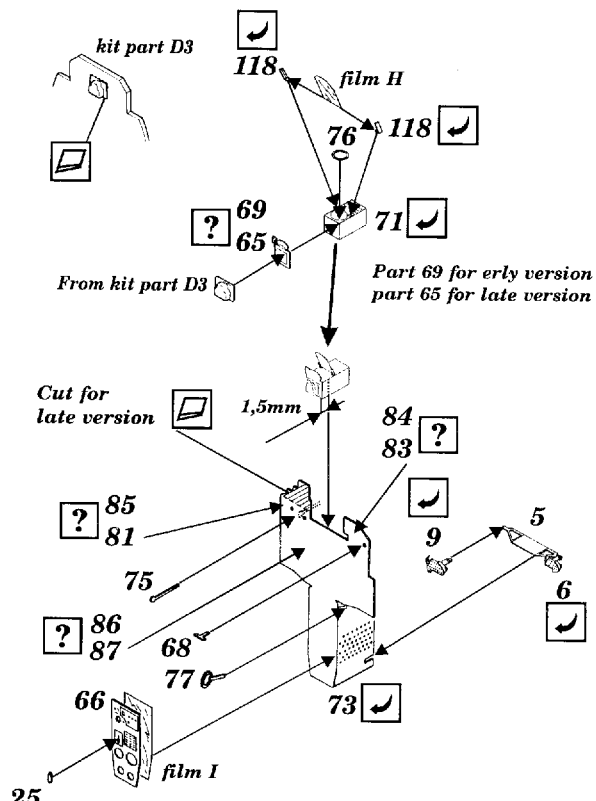 kit part D3
118
film H
76
118
?
69
65
71
From kit part D3
Part 69 for erly version
part 65 for late version
Cut for
late version
1,5mm
84
83
?
?
85
81
9
5
75
6
?
86
87
68
77
66
73
film I
25